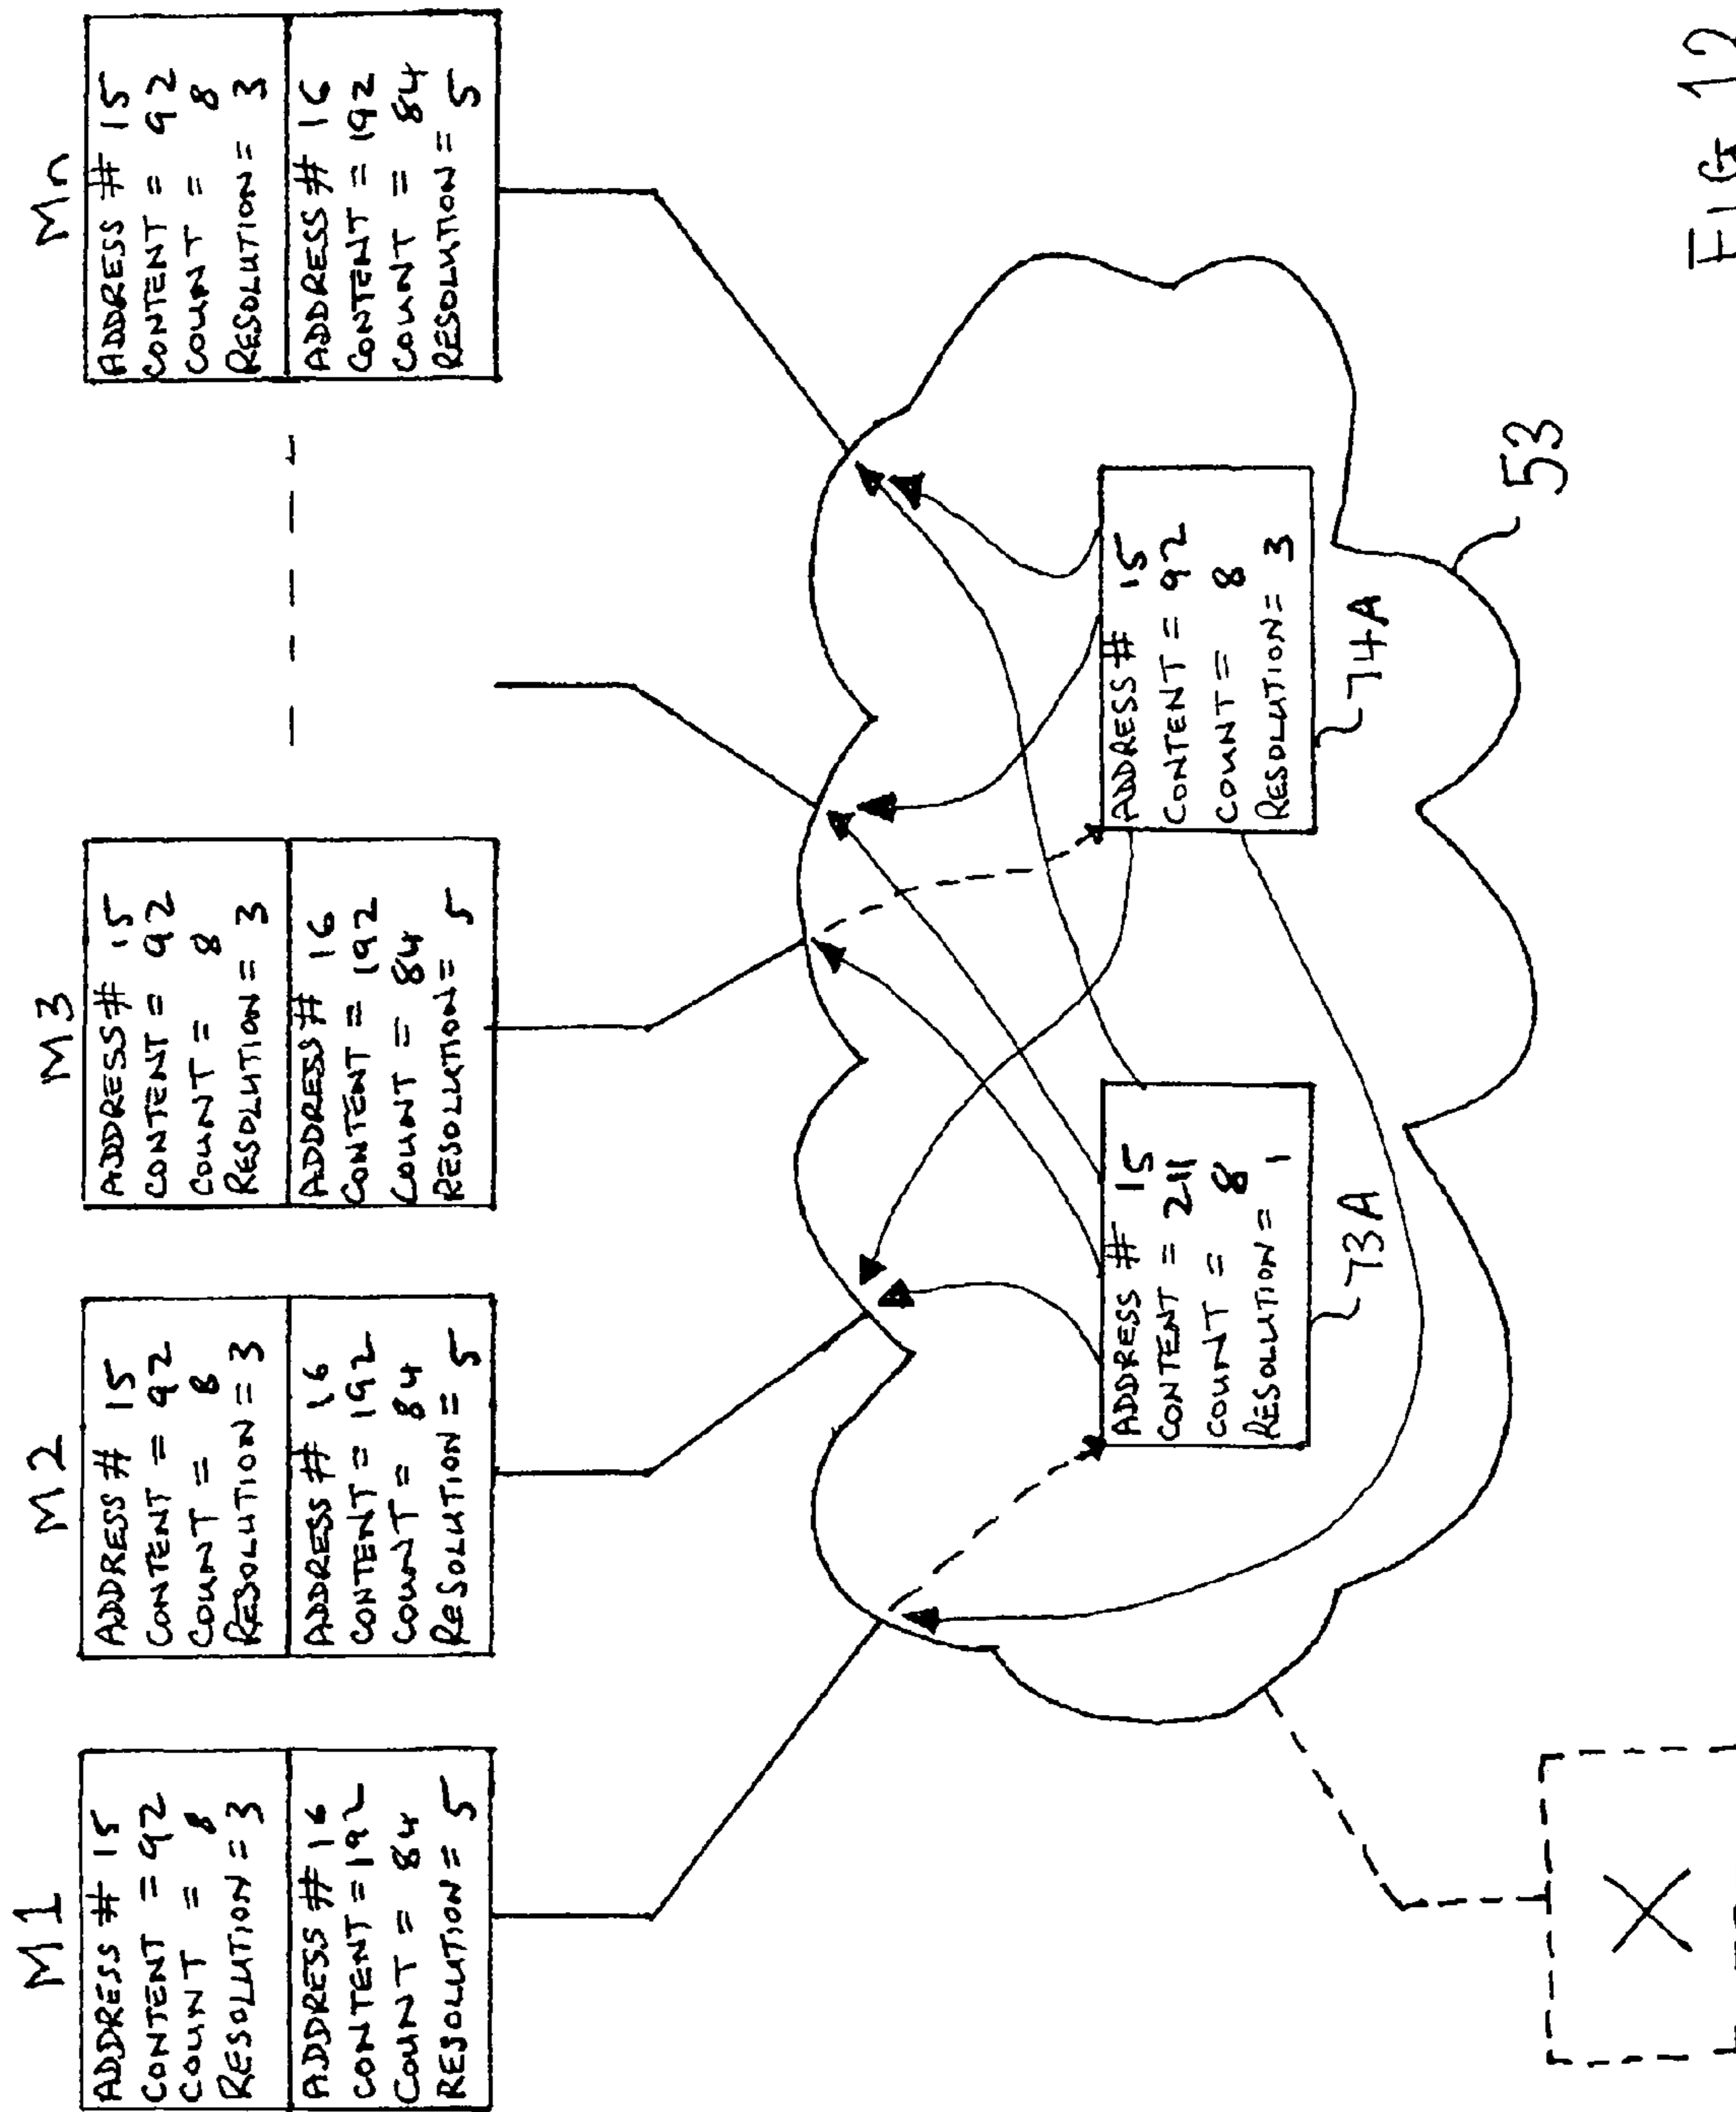 M1
ADDRESS # 15
CONTENT = 92
COUNT = 8
RESOLUTION = 3
ADDRESS # 16
CONTENT = 192
COUNT = 84
RESOLUTION = 5
M2
ADDRESS # 15
CONTENT = 92
COUNT = 8
RESOLUTION = 3
ADDRESS # 16
CONTENT = 192
COUNT = 84
RESOLUTION = 5
M3
ADDRESS # 15
CONTENT = 92
COUNT = 8
RESOLUTION = 3
ADDRESS # 16
CONTENT = 192
COUNT = 84
RESOLUTION = 5
Mn
ADDRESS # 15
CONTENT = 92
COUNT = 8
RESOLUTION = 3
ADDRESS # 16
CONTENT = 192
COUNT = 84
RESOLUTION = 5
ADDRESS # 15
CONTENT = 211
COUNT = 8
RESOLUTION = 1
73A
ADDRESS # 15
CONTENT = 92
COUNT = 8
RESOLUTION = 3
74A
53
X
FIG 12